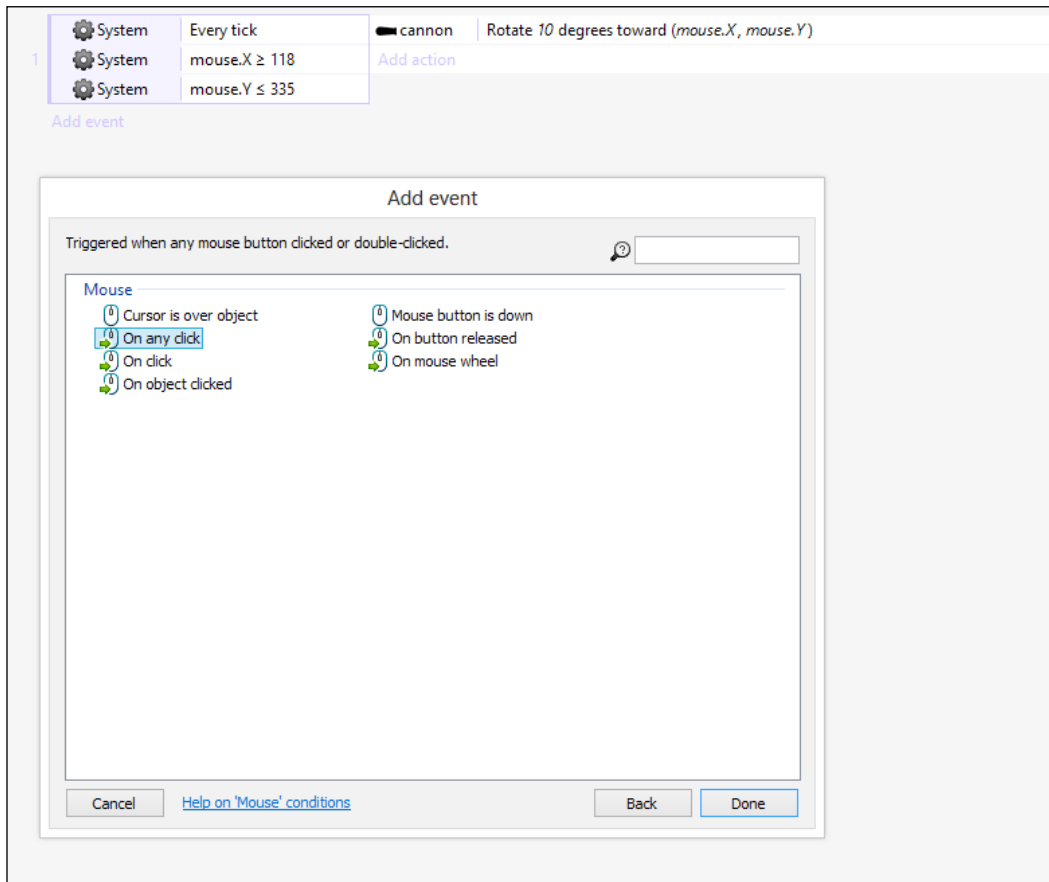 System Every tick cannon Rotate 10 degrees toward (mouse.X, mouse.Y)
1 System mouse.X ≥ 118 Add action
System mouse.Y ≤ 335
Add event
Add event
Triggered when any mouse button clicked or double-clicked.
Mouse
Cursor is over object Mouse button is down
On any click On button released
On click On mouse wheel
On object clicked
Cancel Help on 'Mouse' conditions Back Done